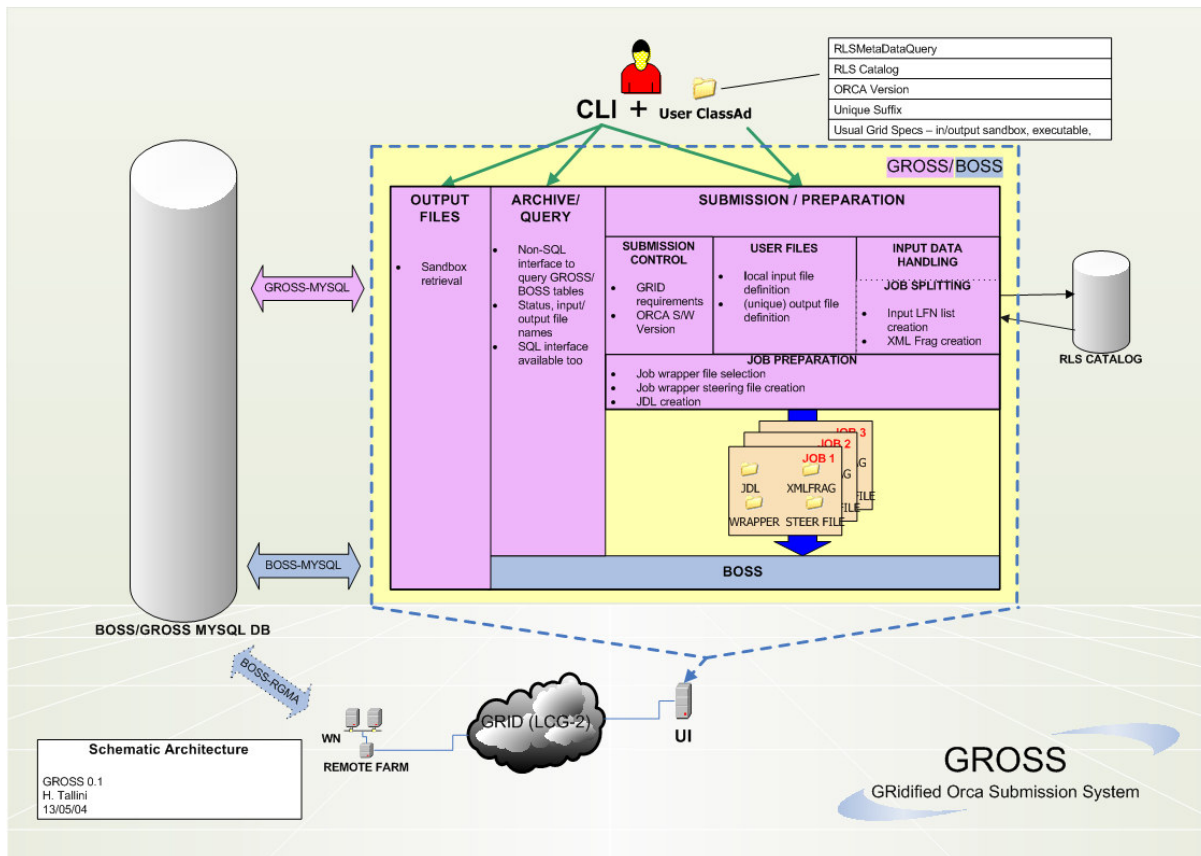 RLSMetaDataQuery
RLS Catalog
ORCA Version
Unique Suffix
Usual Grid Specs – in/output sandbox, executable,
CLI + User ClassAd
GROSS/BOSS
OUTPUT
FILES
• Sandbox
retrieval
ARCHIVE/
QUERY
• Non-SQL
interface to
query GROSS/
BOSS tables
• Status, input/
output file
names
• SQL interface
available too
SUBMISSION / PREPARATION
SUBMISSION
CONTROL
• GRID
requirements
• ORCA S/W
Version
USER FILES
• local input file
definition
• (unique) output file
definition
INPUT DATA
HANDLING
JOB SPLITTING
• Input LFN list
creation
• XML Frag creation
JOB PREPARATION
• Job wrapper file selection
• Job wrapper steering file creation
• JDL creation
GROSS-MYSQL
RLS CATALOG
JOB 3
JOB 2
JOB 1
AG
AG
JDL
XMLFRAG
FILE
FILE
WRAPPER
STEER FILE
BOSS-MYSQL
BOSS
BOSS/GROSS MYSQL DB
BOSS-RGMA
WN
REMOTE FARM
GRID (LCG-2)
UI
Schematic Architecture
GROSS 0.1
H. Tallini
13/05/04
GROSS
GRidified Orca Submission System